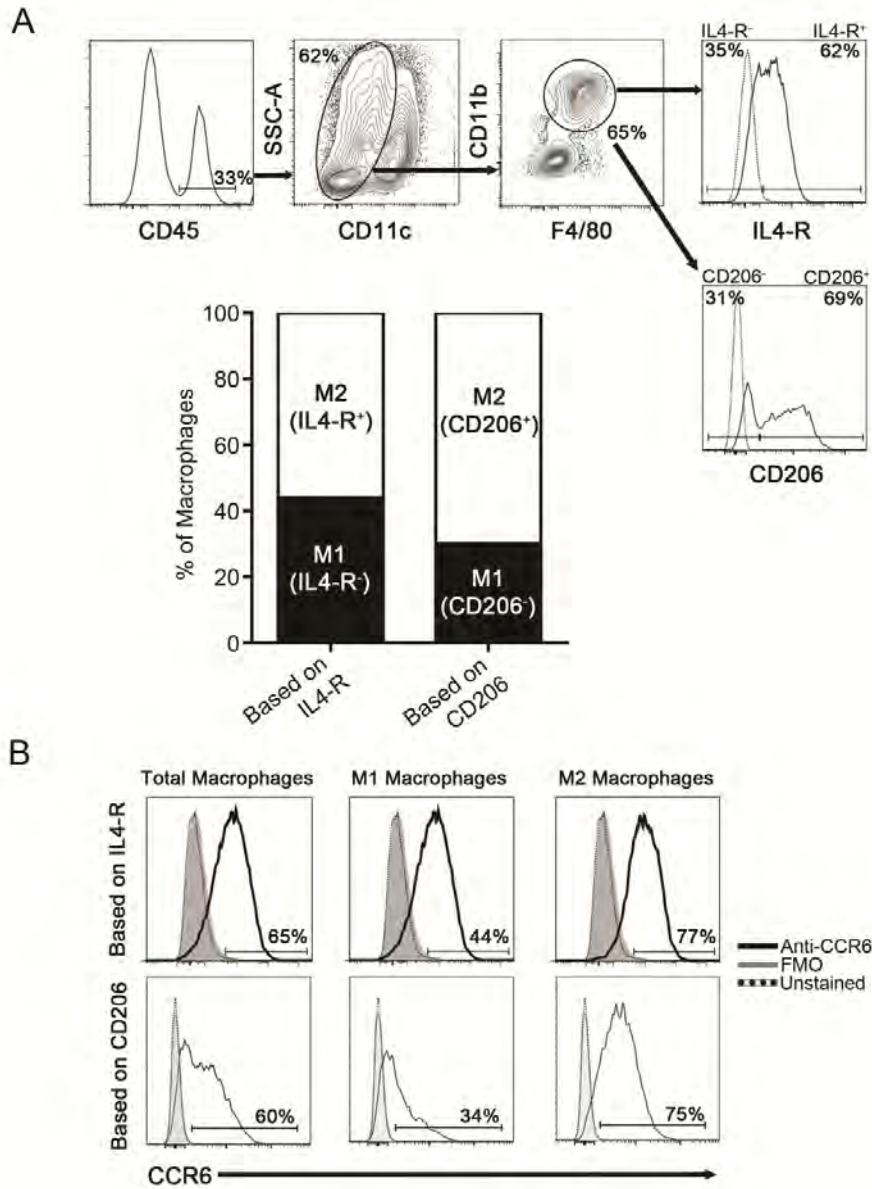 A
IL4-R⁻ IL4-R⁺
35% 62%
62%
33%
65%
SSC-A
CD11b
CD45
CD11c
F4/80
IL4-R
CD206⁻ CD206⁺
31% 69%
CD206
100
80
60
40
20
0
% of Macrophages
M2
(IL4-R⁺)
M2
(CD206⁺)
M1
(IL4-R⁻)
M1
(CD206⁻)
Based on
IL4-R
Based on
CD206
B
Total Macrophages M1 Macrophages M2 Macrophages
Based on IL4-R
65% 44% 77%
Anti-CCR6
FMO
Unstained
Based on CD206
60% 34% 75%
CCR6